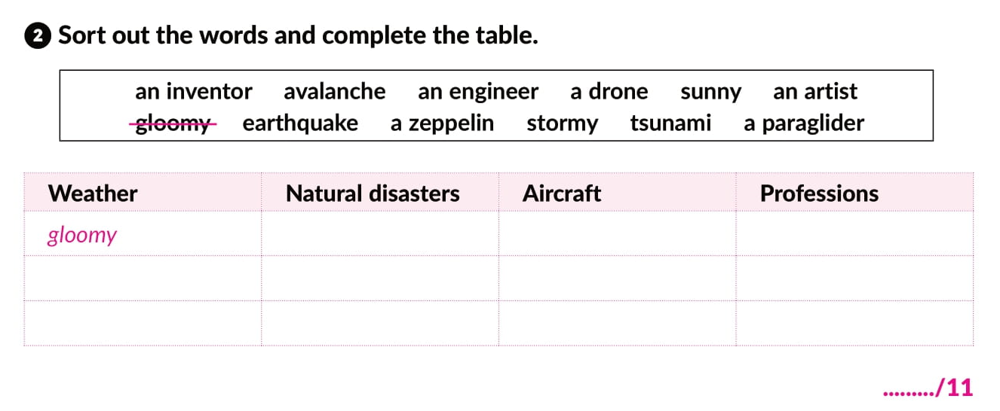 2 Sort out the words and complete the table.
an inventor avalanche an engineer a drone sunny an artist
gloomy earthquake a zeppelin stormy tsunami a paraglider
Weather Natural disasters Aircraft Professions
gloomy
........./11